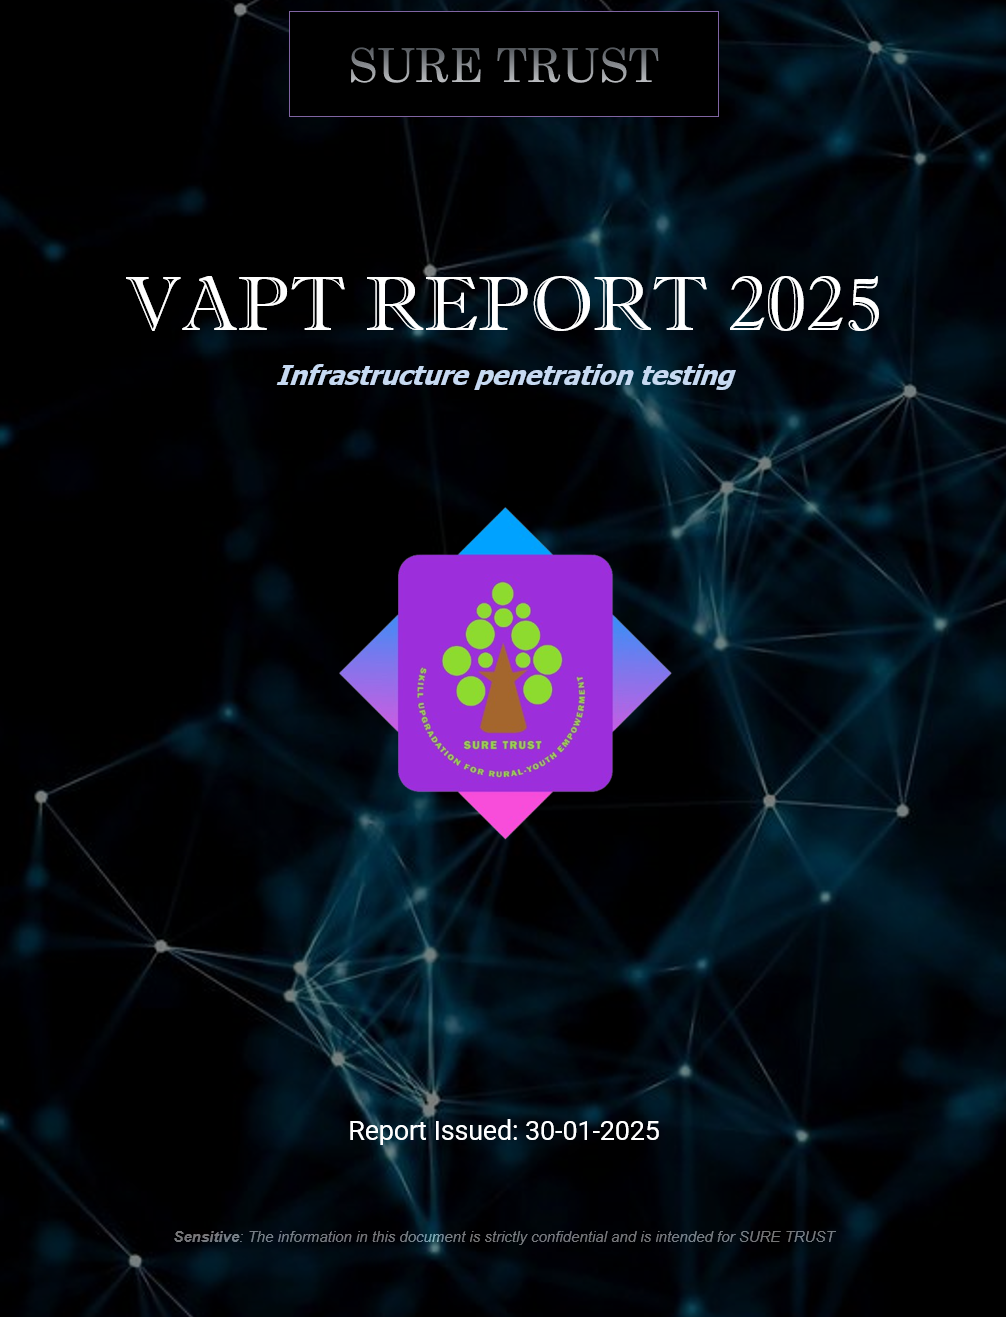 SURE TRUST
VAPT REPORT 2025
Infrastructure penetration testing
SURE TRUST
SKILL UPGRADATION FOR RURAL-YOUTH EMPOWERMENT
Report Issued: 30-01-2025
Sensitive: The information in this document is strictly confidential and is intended for SURE TRUST